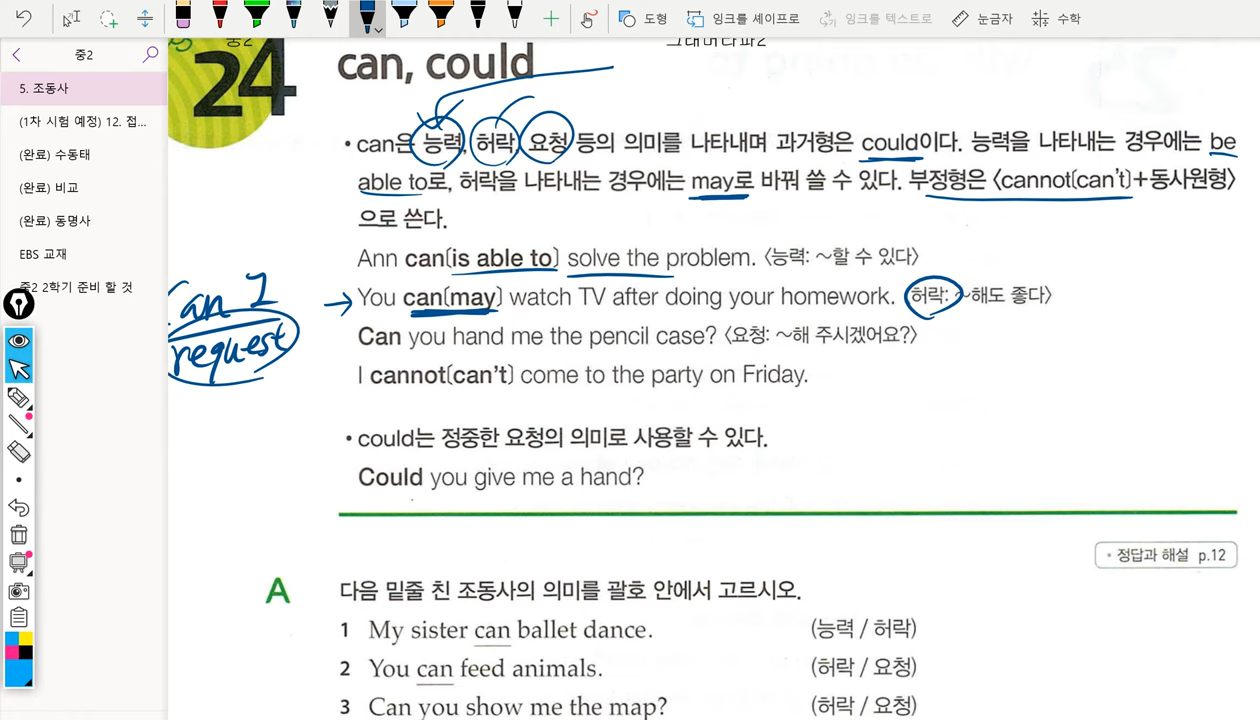 도형
잉크를 셰이프로
잉크를 텍스트로
눈금자
수학
중2
5. 조동사
(1차 시험 예정) 12. 접...
(완료) 수동태
(완료) 비교
(완료) 동명사
EBS 교재
중2 2학기 준비 할 것
중2
24
can, could
• can은 능력, 허락, 요청 등의 의미를 나타내며 과거형은 could이다. 능력을 나타내는 경우에는 be
able to로, 허락을 나타내는 경우에는 may로 바꿔 쓸 수 있다. 부정형은 〈cannot(can't)+동사원형〉
으로 쓴다.
Ann can(is able to) solve the problem. 〈능력: ~할 수 있다〉
You can(may) watch TV after doing your homework. 허락: ~해도 좋다〉
Can you hand me the pencil case? 〈요청: ~해 주시겠어요?〉
I cannot(can't) come to the party on Friday.
Can I
request
• could는 정중한 요청의 의미로 사용할 수 있다.
Could you give me a hand?
• 정답과 해설 p.12
A 다음 밑줄 친 조동사의 의미를 괄호 안에서 고르시오.
1 My sister can ballet dance. (능력 / 허락)
2 You can feed animals. (허락 / 요청)
3 Can you show me the map? (허락 / 요청)